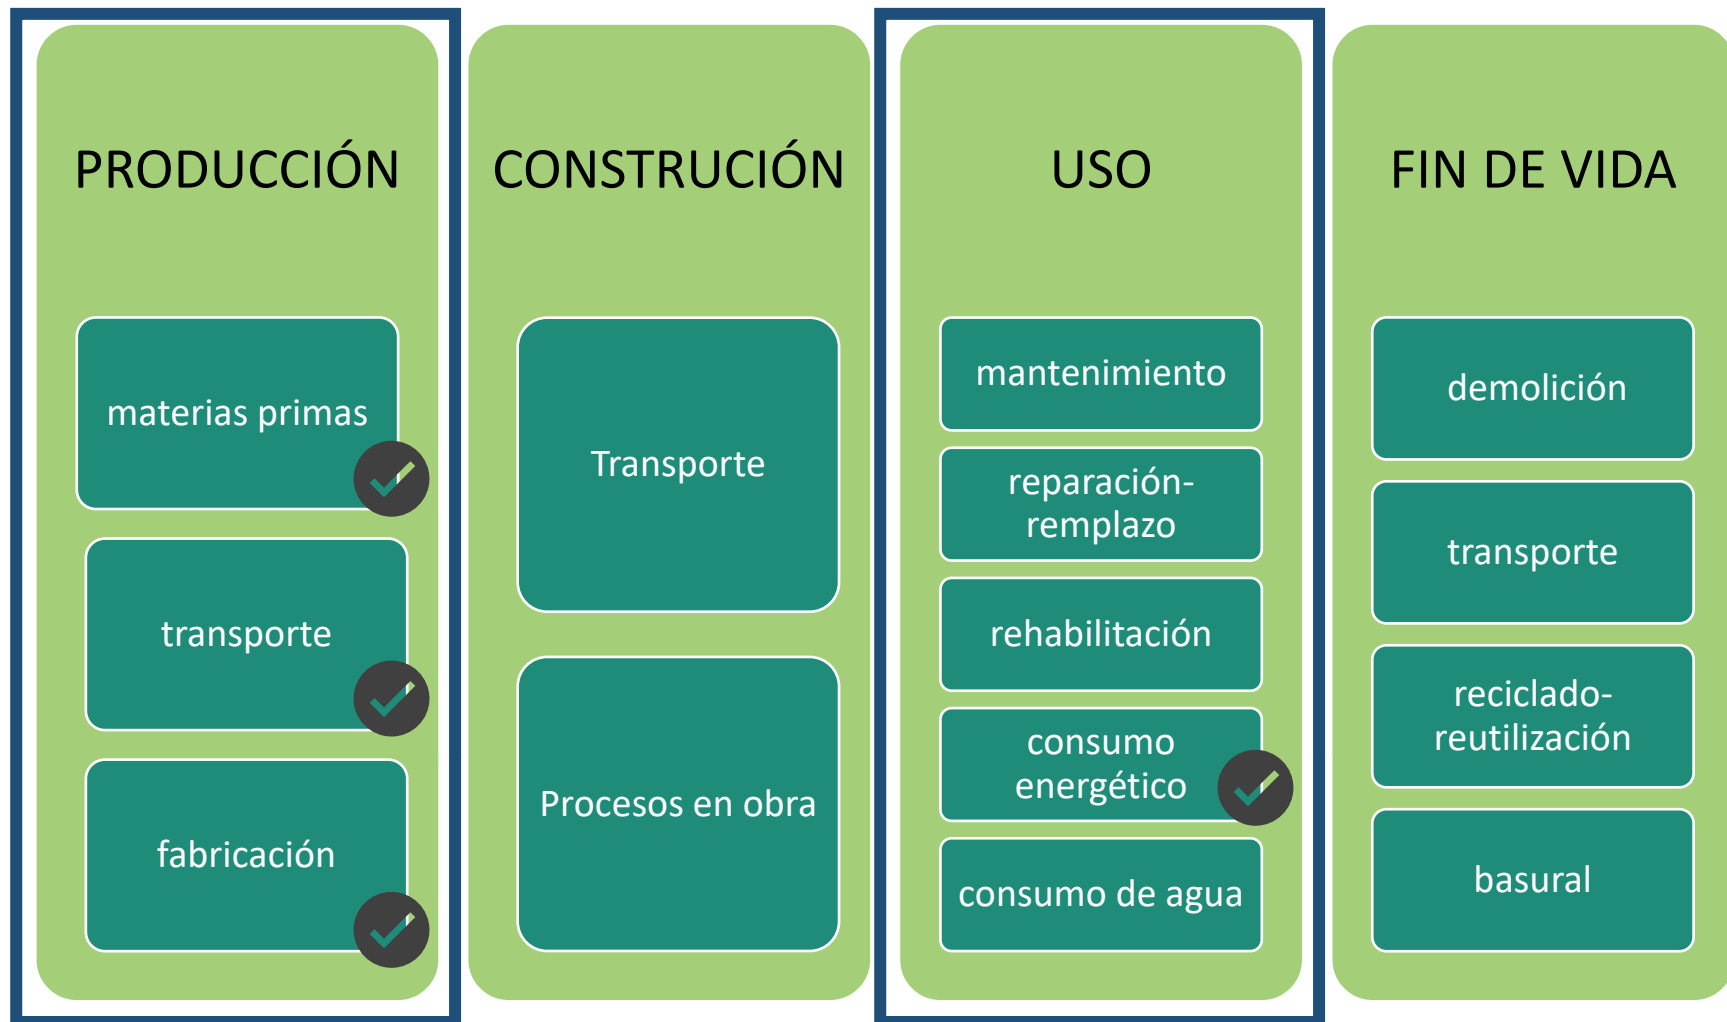 PRODUCCIÓN
materias primas
transporte
fabricación
CONSTRUCIÓN
Transporte
Procesos en obra
USO
mantenimiento
reparación-
remplazo
rehabilitación
consumo
energético
consumo de agua
FIN DE VIDA
demolición
transporte
reciclado-
reutilización
basural